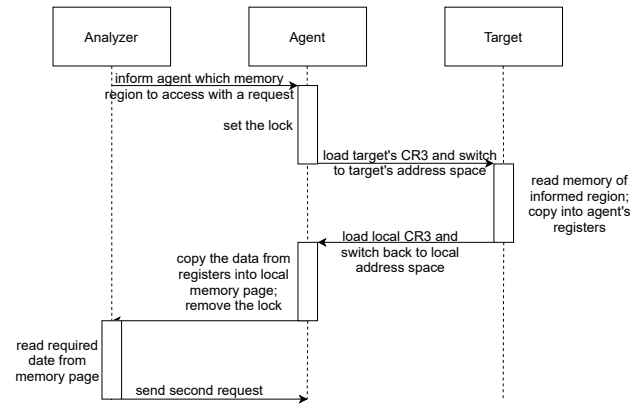 Analyzer
Agent
Target
inform agent which memory
region to access with a request
set the lock
load target's CR3 and switch
to target's address space
read memory of
informed region;
copy into agent's
registers
load local CR3 and
switch back to local
address space
copy the data from
registers into local
memory page;
remove the lock
read required
date from
memory page
send second request